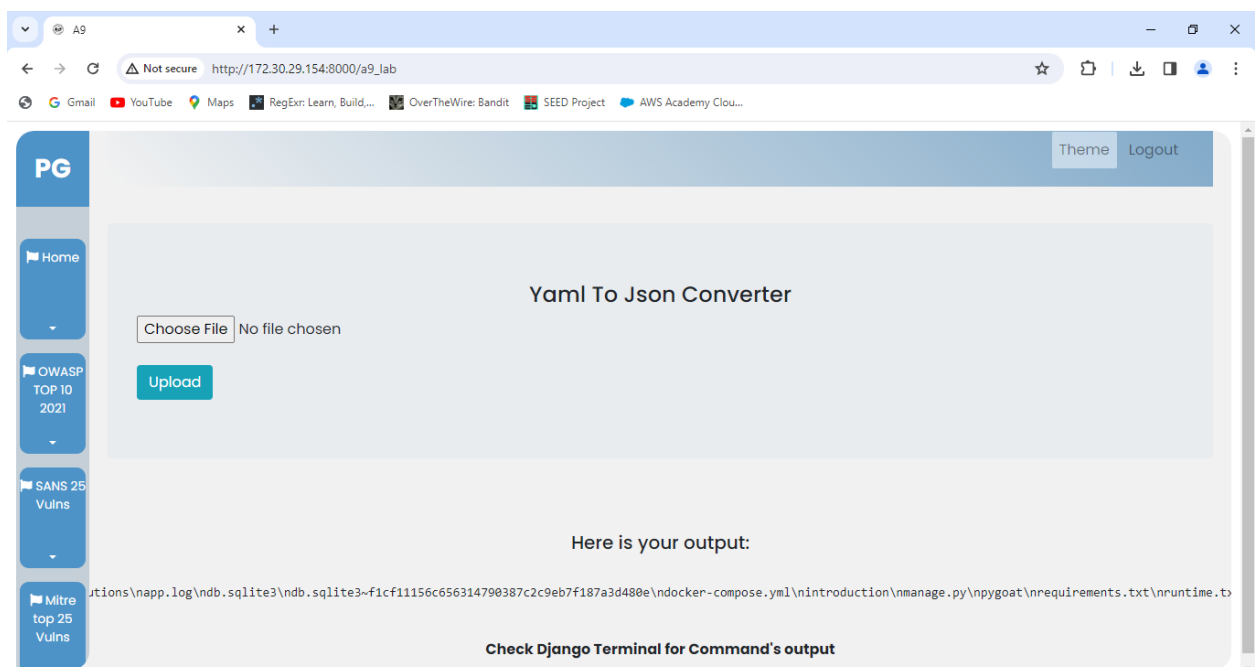 A9
Not secure http://172.30.29.154:8000/a9_lab
Gmail YouTube Maps RegExr: Learn, Build,... OverTheWire: Bandit SEED Project AWS Academy Clou...
PG
Theme Logout
Home
OWASP
TOP 10
2021
SANS 25
Vulns
Mitre
top 25
Vulns
Yaml To Json Converter
Choose File No file chosen
Upload
Here is your output:
utions\napp.log\ndb.sqlite3\ndb.sqlite3~f1cf11156c656314790387c2c9eb7f187a3d480e\ndocker-compose.yml\nintroduction\nmanage.py\npygoat\nrequirements.txt\nruntime.tx
Check Django Terminal for Command's output